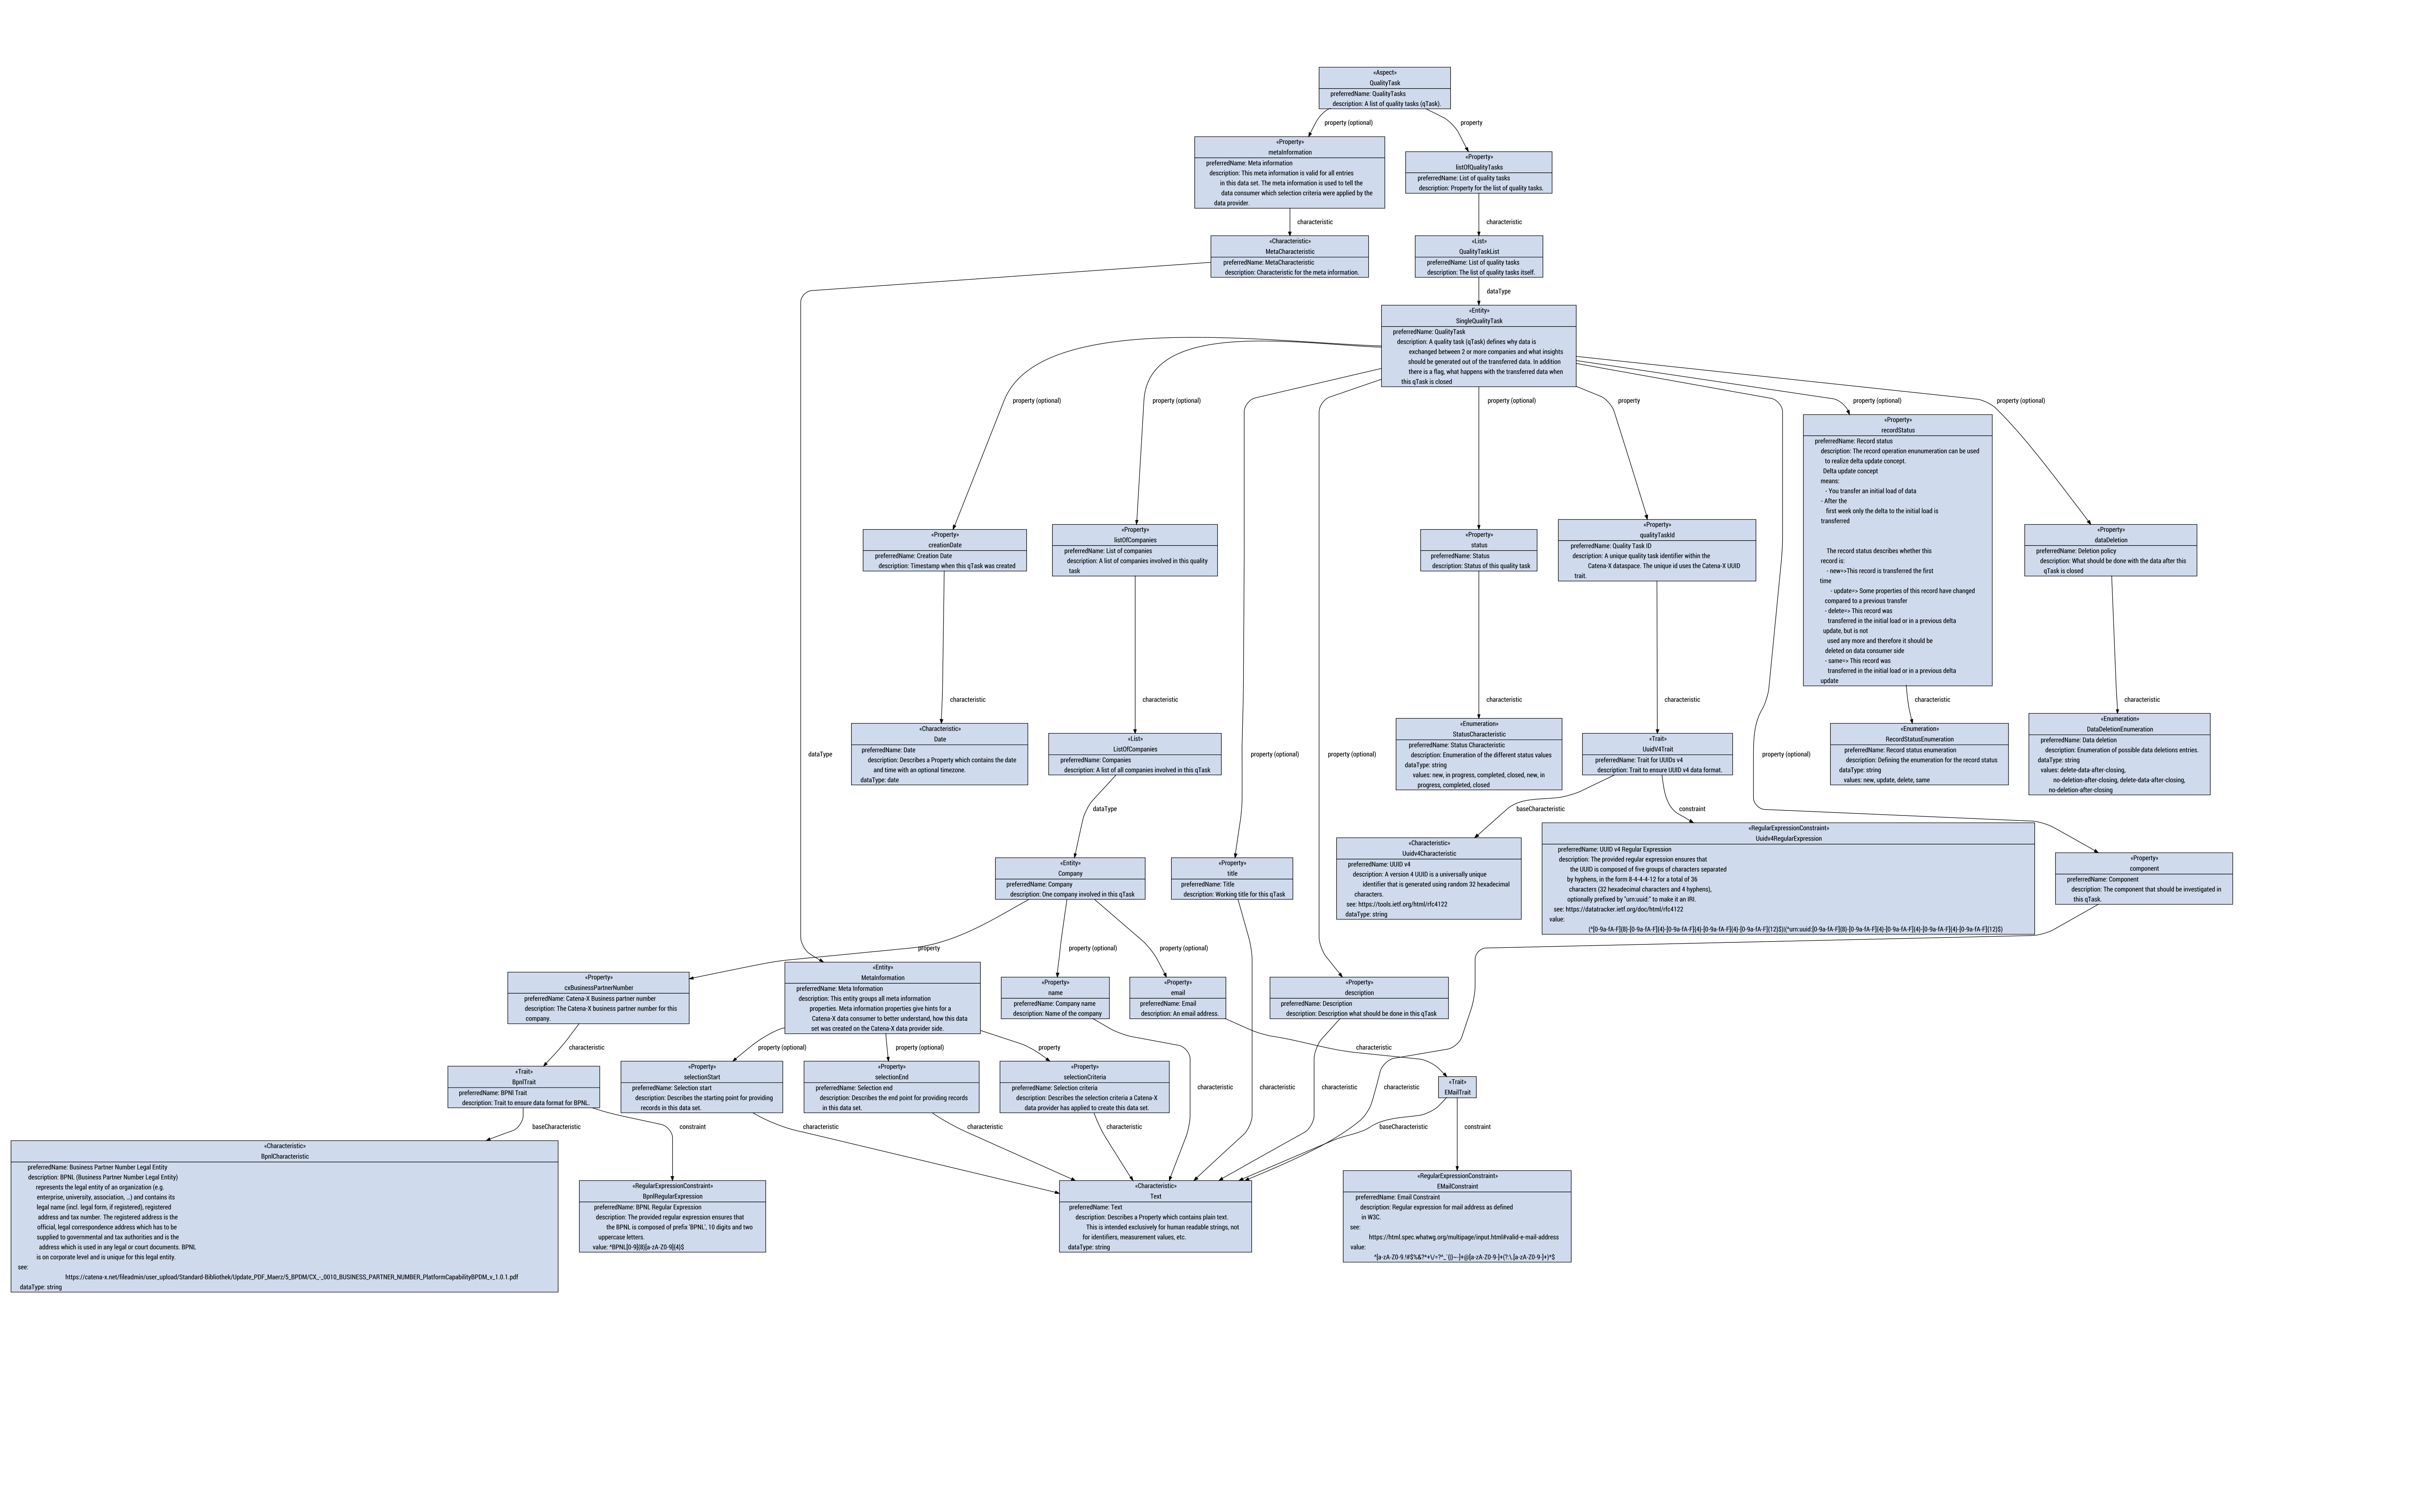 «Aspect»
QualityTask
preferredName: QualityTasks
description: A list of quality tasks (qTask).
property (optional)
property
«Property»
metaInformation
preferredName: Meta information
description: This meta information is valid for all entries
in this data set. The meta information is used to tell the
data consumer which selection criteria were applied by the
data provider.
«Property»
listOfQualityTasks
preferredName: List of quality tasks
description: Property for the list of quality tasks.
characteristic
characteristic
«Characteristic»
MetaCharacteristic
preferredName: MetaCharacteristic
description: Characteristic for the meta information.
«List»
QualityTaskList
preferredName: List of quality tasks
description: The list of quality tasks itself.
dataType
«Entity»
SingleQualityTask
preferredName: QualityTask
description: A quality task (qTask) defines why data is
exchanged between 2 or more companies and what insights
should be generated out of the transferred data. In addition
there is a flag, what happens with the transferred data when
this qTask is closed
property (optional)
property (optional)
property (optional)
property
property (optional)
property (optional)
«Property»
recordStatus
preferredName: Record status
description: The record operation enunumeration can be used
to realize delta update concept.
Delta update concept
means:
- You transfer an initial load of data
- After the
first week only the delta to the initial load is
transferred
The record status describes whether this
record is:
- new=>This record is transferred the first
time
- update=> Some properties of this record have changed
compared to a previous transfer
- delete=> This record was
transferred in the initial load or in a previous delta
update, but is not
used any more and therefore it should be
deleted on data consumer side
- same=> This record was
transferred in the initial load or in a previous delta
update
«Property»
creationDate
preferredName: Creation Date
description: Timestamp when this qTask was created
«Property»
listOfCompanies
preferredName: List of companies
description: A list of companies involved in this quality
task
«Property»
status
preferredName: Status
description: Status of this quality task
«Property»
qualityTaskId
preferredName: Quality Task ID
description: A unique quality task identifier within the
Catena-X dataspace. The unique id uses the Catena-X UUID
trait.
«Property»
dataDeletion
preferredName: Deletion policy
description: What should be done with the data after this
qTask is closed
characteristic
characteristic
characteristic
characteristic
characteristic
characteristic
«Characteristic»
Date
preferredName: Date
description: Describes a Property which contains the date
and time with an optional timezone.
dataType: date
«List»
ListOfCompanies
preferredName: Companies
description: A list of all companies involved in this qTask
«Enumeration»
StatusCharacteristic
preferredName: Status Characteristic
description: Enumeration of the different status values
dataType: string
values: new, in progress, completed, closed, new, in
progress, completed, closed
«Trait»
UuidV4Trait
preferredName: Trait for UUIDs v4
description: Trait to ensure UUID v4 data format.
«Enumeration»
RecordStatusEnumeration
preferredName: Record status enumeration
description: Defining the enumeration for the record status
dataType: string
values: new, update, delete, same
«Enumeration»
DataDeletionEnumeration
preferredName: Data deletion
description: Enumeration of possible data deletions entries.
dataType: string
values: delete-data-after-closing,
no-deletion-after-closing, delete-data-after-closing,
no-deletion-after-closing
dataType
property (optional)
property (optional)
property (optional)
dataType
baseCharacteristic
constraint
«Entity»
Company
preferredName: Company
description: One company involved in this qTask
«Property»
title
preferredName: Title
description: Working title for this qTask
«Characteristic»
Uuidv4Characteristic
preferredName: UUID v4
description: A version 4 UUID is a universally unique
identifier that is generated using random 32 hexadecimal
characters.
see: https://tools.ietf.org/html/rfc4122
dataType: string
«RegularExpressionConstraint»
Uuidv4RegularExpression
preferredName: UUID v4 Regular Expression
description: The provided regular expression ensures that
the UUID is composed of five groups of characters separated
by hyphens, in the form 8-4-4-4-12 for a total of 36
characters (32 hexadecimal characters and 4 hyphens),
optionally prefixed by "urn:uuid:" to make it an IRI.
see: https://datatracker.ietf.org/doc/html/rfc4122
value:
(^[0-9a-fA-F]{8}-[0-9a-fA-F]{4}-[0-9a-fA-F]{4}-[0-9a-fA-F]{4}-[0-9a-fA-F]{12}$)|(^urn:uuid:[0-9a-fA-F]{8}-[0-9a-fA-F]{4}-[0-9a-fA-F]{4}-[0-9a-fA-F]{4}-[0-9a-fA-F]{12}$)
«Property»
component
preferredName: Component
description: The component that should be investigated in
this qTask.
property
property (optional)
property (optional)
«Property»
cxBusinessPartnerNumber
preferredName: Catena-X Business partner number
description: The Catena-X business partner number for this
company.
«Entity»
MetaInformation
preferredName: Meta Information
description: This entity groups all meta information
properties. Meta information properties give hints for a
Catena-X data consumer to better understand, how this data
set was created on the Catena-X data provider side.
«Property»
name
preferredName: Company name
description: Name of the company
«Property»
email
preferredName: Email
description: An email address.
«Property»
description
preferredName: Description
description: Description what should be done in this qTask
characteristic
property (optional)
property (optional)
property
characteristic
«Trait»
BpnlTrait
preferredName: BPNl Trait
description: Trait to ensure data format for BPNL.
«Property»
selectionStart
preferredName: Selection start
description: Describes the starting point for providing
records in this data set.
«Property»
selectionEnd
preferredName: Selection end
description: Describes the end point for providing records
in this data set.
«Property»
selectionCriteria
preferredName: Selection criteria
description: Describes the selection criteria a Catena-X
data provider has applied to create this data set.
characteristic
characteristic
characteristic
characteristic
«Trait»
EMailTrait
baseCharacteristic
constraint
characteristic
characteristic
characteristic
baseCharacteristic
constraint
«Characteristic»
BpnlCharacteristic
preferredName: Business Partner Number Legal Entity
description: BPNL (Business Partner Number Legal Entity)
represents the legal entity of an organization (e.g.
enterprise, university, association, ...) and contains its
legal name (incl. legal form, if registered), registered
address and tax number. The registered address is the
official, legal correspondence address which has to be
supplied to governmental and tax authorities and is the
address which is used in any legal or court documents. BPNL
is on corporate level and is unique for this legal entity.
see:
https://catena-x.net/fileadmin/user_upload/Standard-Bibliothek/Update_PDF_Maerz/5_BPDM/CX_-_0010_BUSINESS_PARTNER_NUMBER_PlatformCapabilityBPDM_v_1.0.1.pdf
dataType: string
«RegularExpressionConstraint»
BpnlRegularExpression
preferredName: BPNL Regular Expression
description: The provided regular expression ensures that
the BPNL is composed of prefix 'BPNL', 10 digits and two
uppercase letters.
value: ^BPNL[0-9]{8}[a-zA-Z0-9]{4}$
«Characteristic»
Text
preferredName: Text
description: Describes a Property which contains plain text.
This is intended exclusively for human readable strings, not
for identifiers, measurement values, etc.
dataType: string
«RegularExpressionConstraint»
EMailConstraint
preferredName: Email Constraint
description: Regular expression for mail address as defined
in W3C.
see:
https://html.spec.whatwg.org/multipage/input.html#valid-e-mail-address
value: